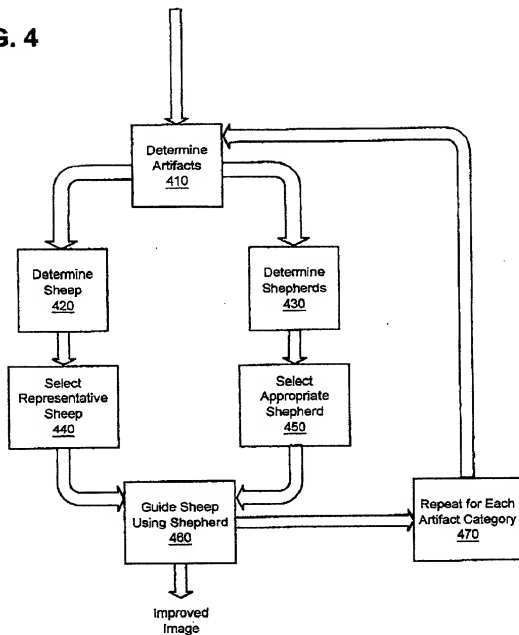 G. 4
Determine
Artifacts
410
Determine
Sheep
420
Determine
Shepherds
430
Select
Representative
Sheep
440
Select
Appropriate
Shepherd
450
Guide Sheep
Using Shepherd
460
Repeat for Each
Artifact Category
470
Improved
Image